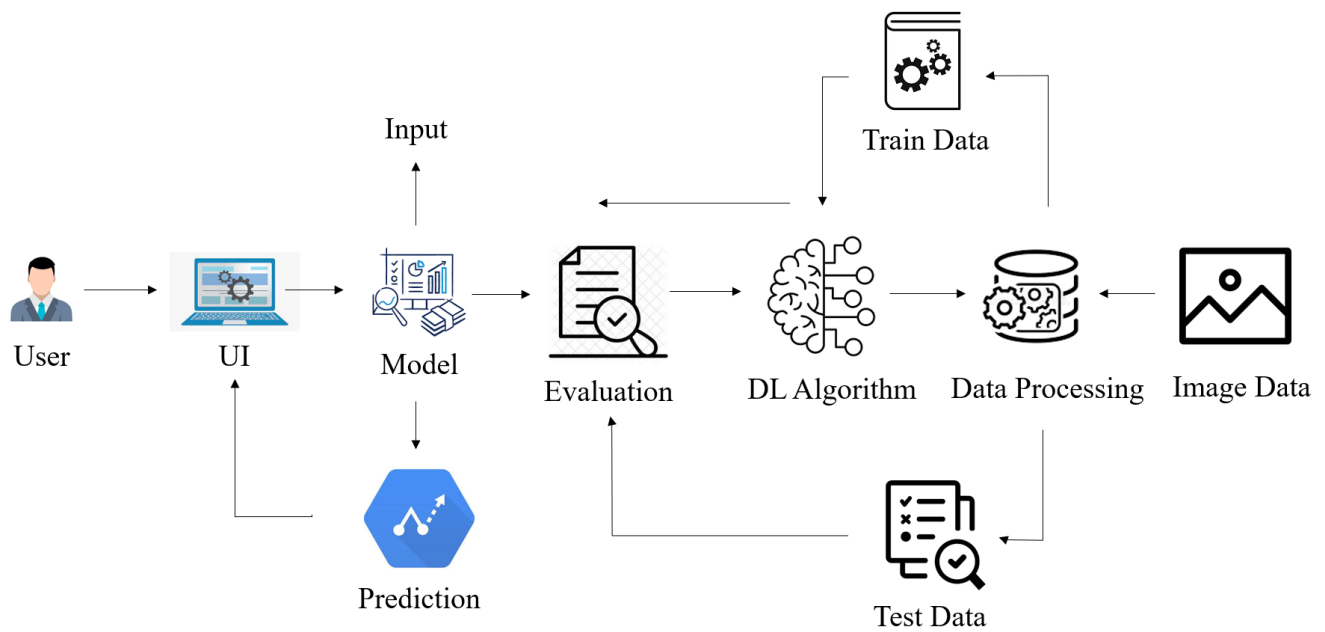 Train Data
Input
User
UI
Model
Evaluation
DL Algorithm
Data Processing
Image Data
Prediction
Test Data